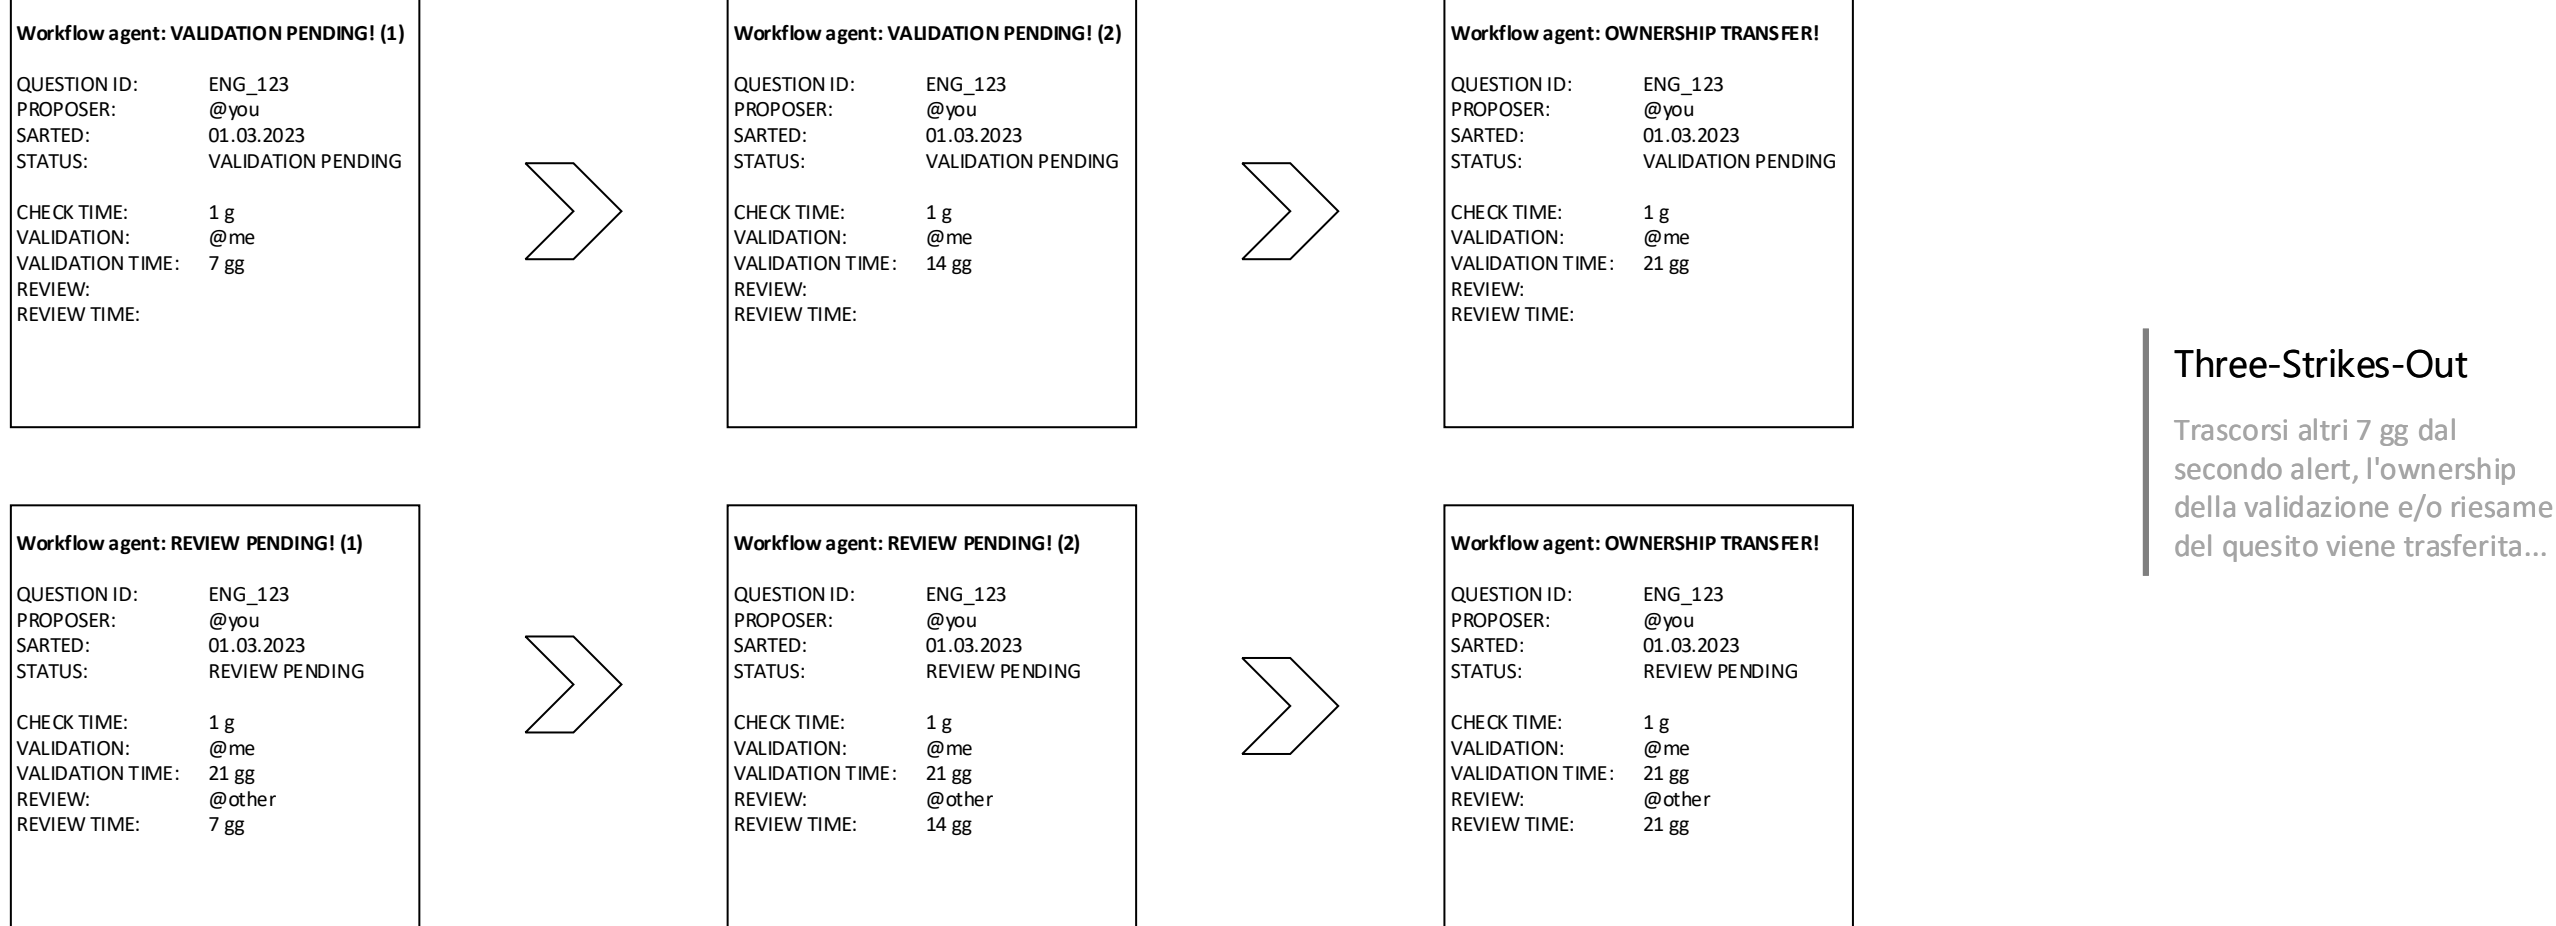 Workflow agent: VALIDATION PENDING! (1)
QUESTION ID: ENG_123
PROPOSER: @you
SARTED: 01.03.2023
STATUS: VALIDATION PENDING
CHECK TIME: 1 g
VALIDATION: @me
VALIDATION TIME: 7 gg
REVIEW:
REVIEW TIME:
Workflow agent: VALIDATION PENDING! (2)
QUESTION ID: ENG_123
PROPOSER: @you
SARTED: 01.03.2023
STATUS: VALIDATION PENDING
CHECK TIME: 1 g
VALIDATION: @me
VALIDATION TIME: 14 gg
REVIEW:
REVIEW TIME:
Workflow agent: OWNERSHIP TRANSFER!
QUESTION ID: ENG_123
PROPOSER: @you
SARTED: 01.03.2023
STATUS: VALIDATION PENDING
CHECK TIME: 1 g
VALIDATION: @me
VALIDATION TIME: 21 gg
REVIEW:
REVIEW TIME:
Workflow agent: REVIEW PENDING! (1)
QUESTION ID: ENG_123
PROPOSER: @you
SARTED: 01.03.2023
STATUS: REVIEW PENDING
CHECK TIME: 1 g
VALIDATION: @me
VALIDATION TIME: 21 gg
REVIEW: @other
REVIEW TIME: 7 gg
Workflow agent: REVIEW PENDING! (2)
QUESTION ID: ENG_123
PROPOSER: @you
SARTED: 01.03.2023
STATUS: REVIEW PENDING
CHECK TIME: 1 g
VALIDATION: @me
VALIDATION TIME: 21 gg
REVIEW: @other
REVIEW TIME: 14 gg
Workflow agent: OWNERSHIP TRANSFER!
QUESTION ID: ENG_123
PROPOSER: @you
SARTED: 01.03.2023
STATUS: REVIEW PENDING
CHECK TIME: 1 g
VALIDATION: @me
VALIDATION TIME: 21 gg
REVIEW: @other
REVIEW TIME: 21 gg
Three-Strikes-Out
Trascorsi altri 7 gg dal
secondo alert, l'ownership
della validazione e/o riesame
del quesito viene trasferita...